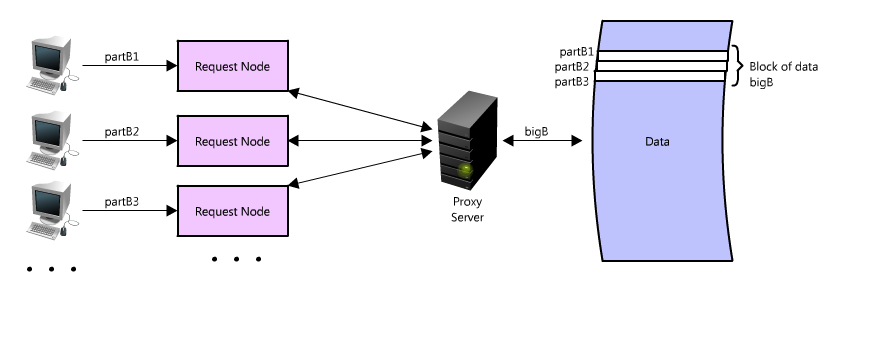 partB1
Request Node
partB2
Request Node
partB3
Request Node
Proxy
Server
bigB
partB1
partB2
partB3
Data
Block of data
bigB